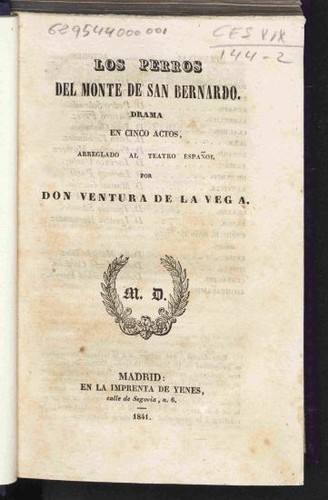 629544000001
CES XIX
144-2
LOS PERROS
DEL MONTE DE SAN BERNARDO.
DRAMA
EN CINCO ACTOS,
ARREGLADO AL TEATRO ESPAÑOL
POR
DON VENTURA DE LA VEGA.
M. D.
MADRID:
EN LA IMPRENTA DE YENES,
calle de Segovia, n. 6.
1841.